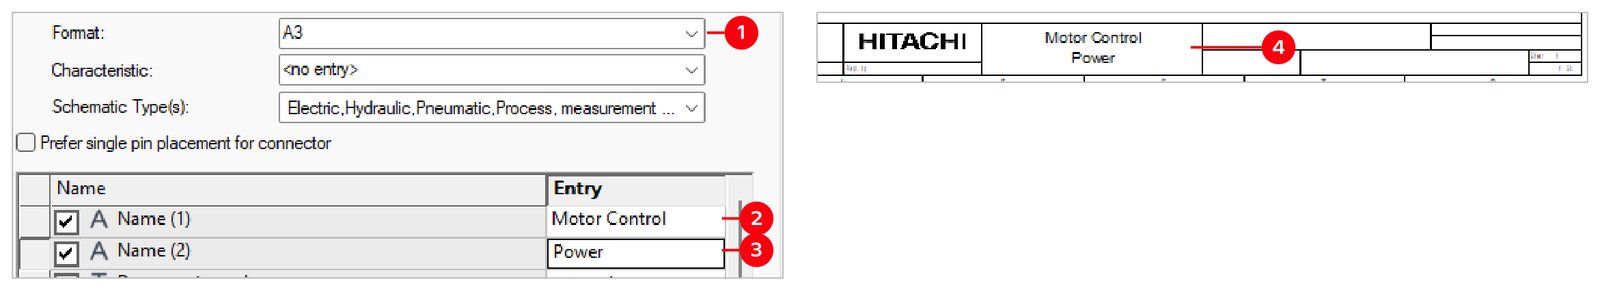 Format:
A3
1
Characteristic:
<no entry>
Schematic Type(s):
Electric,Hydraulic,Pneumatic,Process, measurement ...
Prefer single pin placement for connector
Name
Entry
A Name (1)
Motor Control
2
A Name (2)
Power
3
HITACHI
Motor Control
Power
4